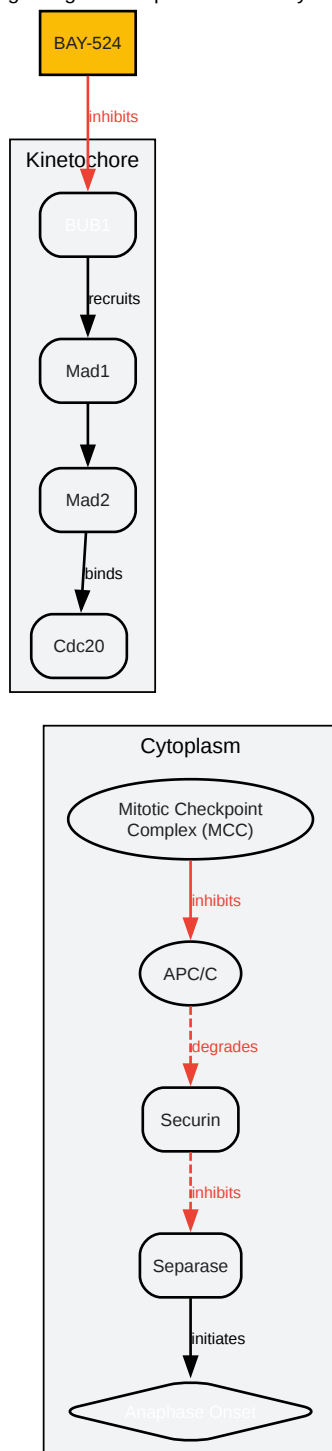 BAY-524
inhibits
Kinetochore
BUB1
recruits
Mad1
Mad2
binds
Cdc20
Cytoplasm
Mitotic Checkpoint
Complex (MCC)
inhibits
APC/C
degrades
Securin
inhibits
Separase
initiates
Anaphase Onset